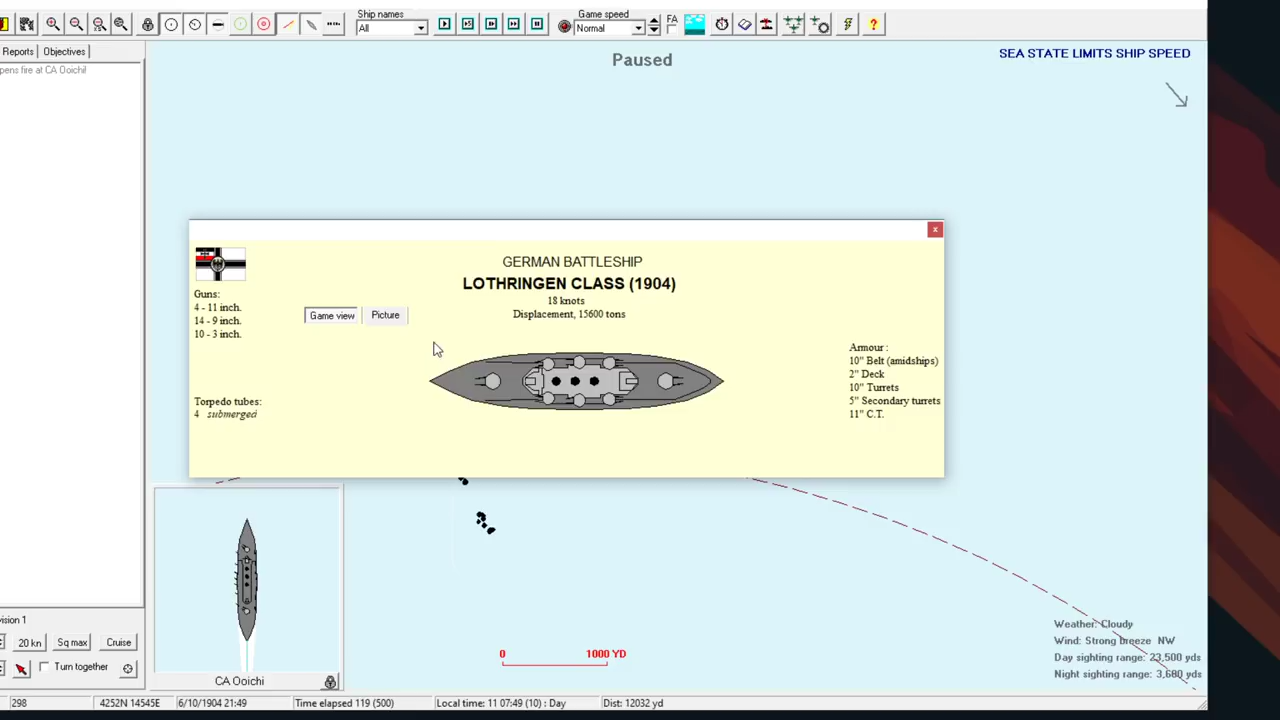 Ship names
All
Game speed
Normal
FA
?
Reports
Objectives
pens fire at CA Ooichi!
Paused
SEA STATE LIMITS SHIP SPEED
x
GERMAN BATTLESHIP
LOTHRINGEN CLASS (1904)
18 knots
Displacement, 15600 tons
Guns:
4 - 11 inch.
14 - 9 inch.
10 - 3 inch.
Game view
Picture
Torpedo tubes:
4 submerged
Armour :
10" Belt (amidships)
2" Deck
10" Turrets
5" Secondary turrets
11" C.T.
vision 1
20 kn
Sq max
Cruise
Turn together
CA Ooichi
0 1000 YD
Weather: Cloudy
Wind: Strong breeze NW
Day sighting range: 23,500 yds
Night sighting range: 3,680 yds
298
4252N 14545E
6/10/1904 21:49
Time elapsed 119 (500)
Local time: 11 07:49 (10) : Day
Dist: 12032 yd